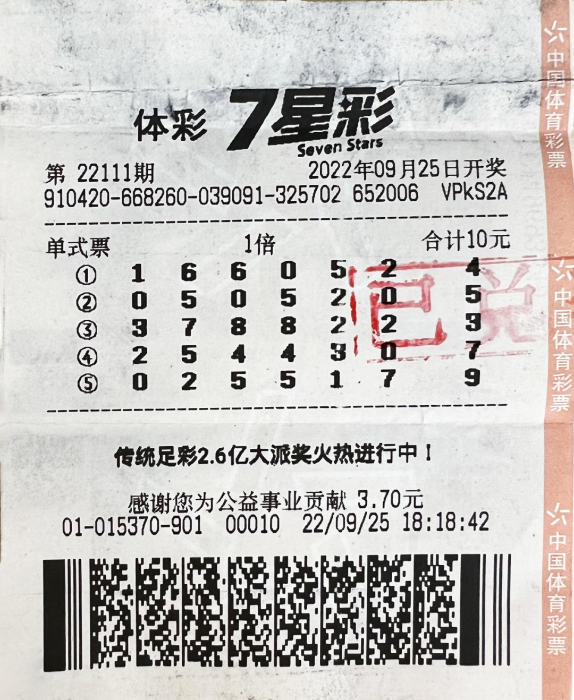 体彩 7星彩
Seven Stars
第 22111期 2022年09月25日开奖
910420-668260-039091-325702 652006 VPkS2A
单式票 1倍 合计10元
① 1 6 6 0 5 2 4
② 0 5 0 5 2 0 5
③ 3 7 8 8 2 2 3
④ 2 5 4 4 3 0 7
⑤ 0 2 5 5 1 7 9
已兑
传统足彩2.6亿大派奖火热进行中！
感谢您为公益事业贡献 3.70元
01-015370-901 00010 22/09/25 18:18:42
中国体育彩票
中国体育彩票
中国体育彩票